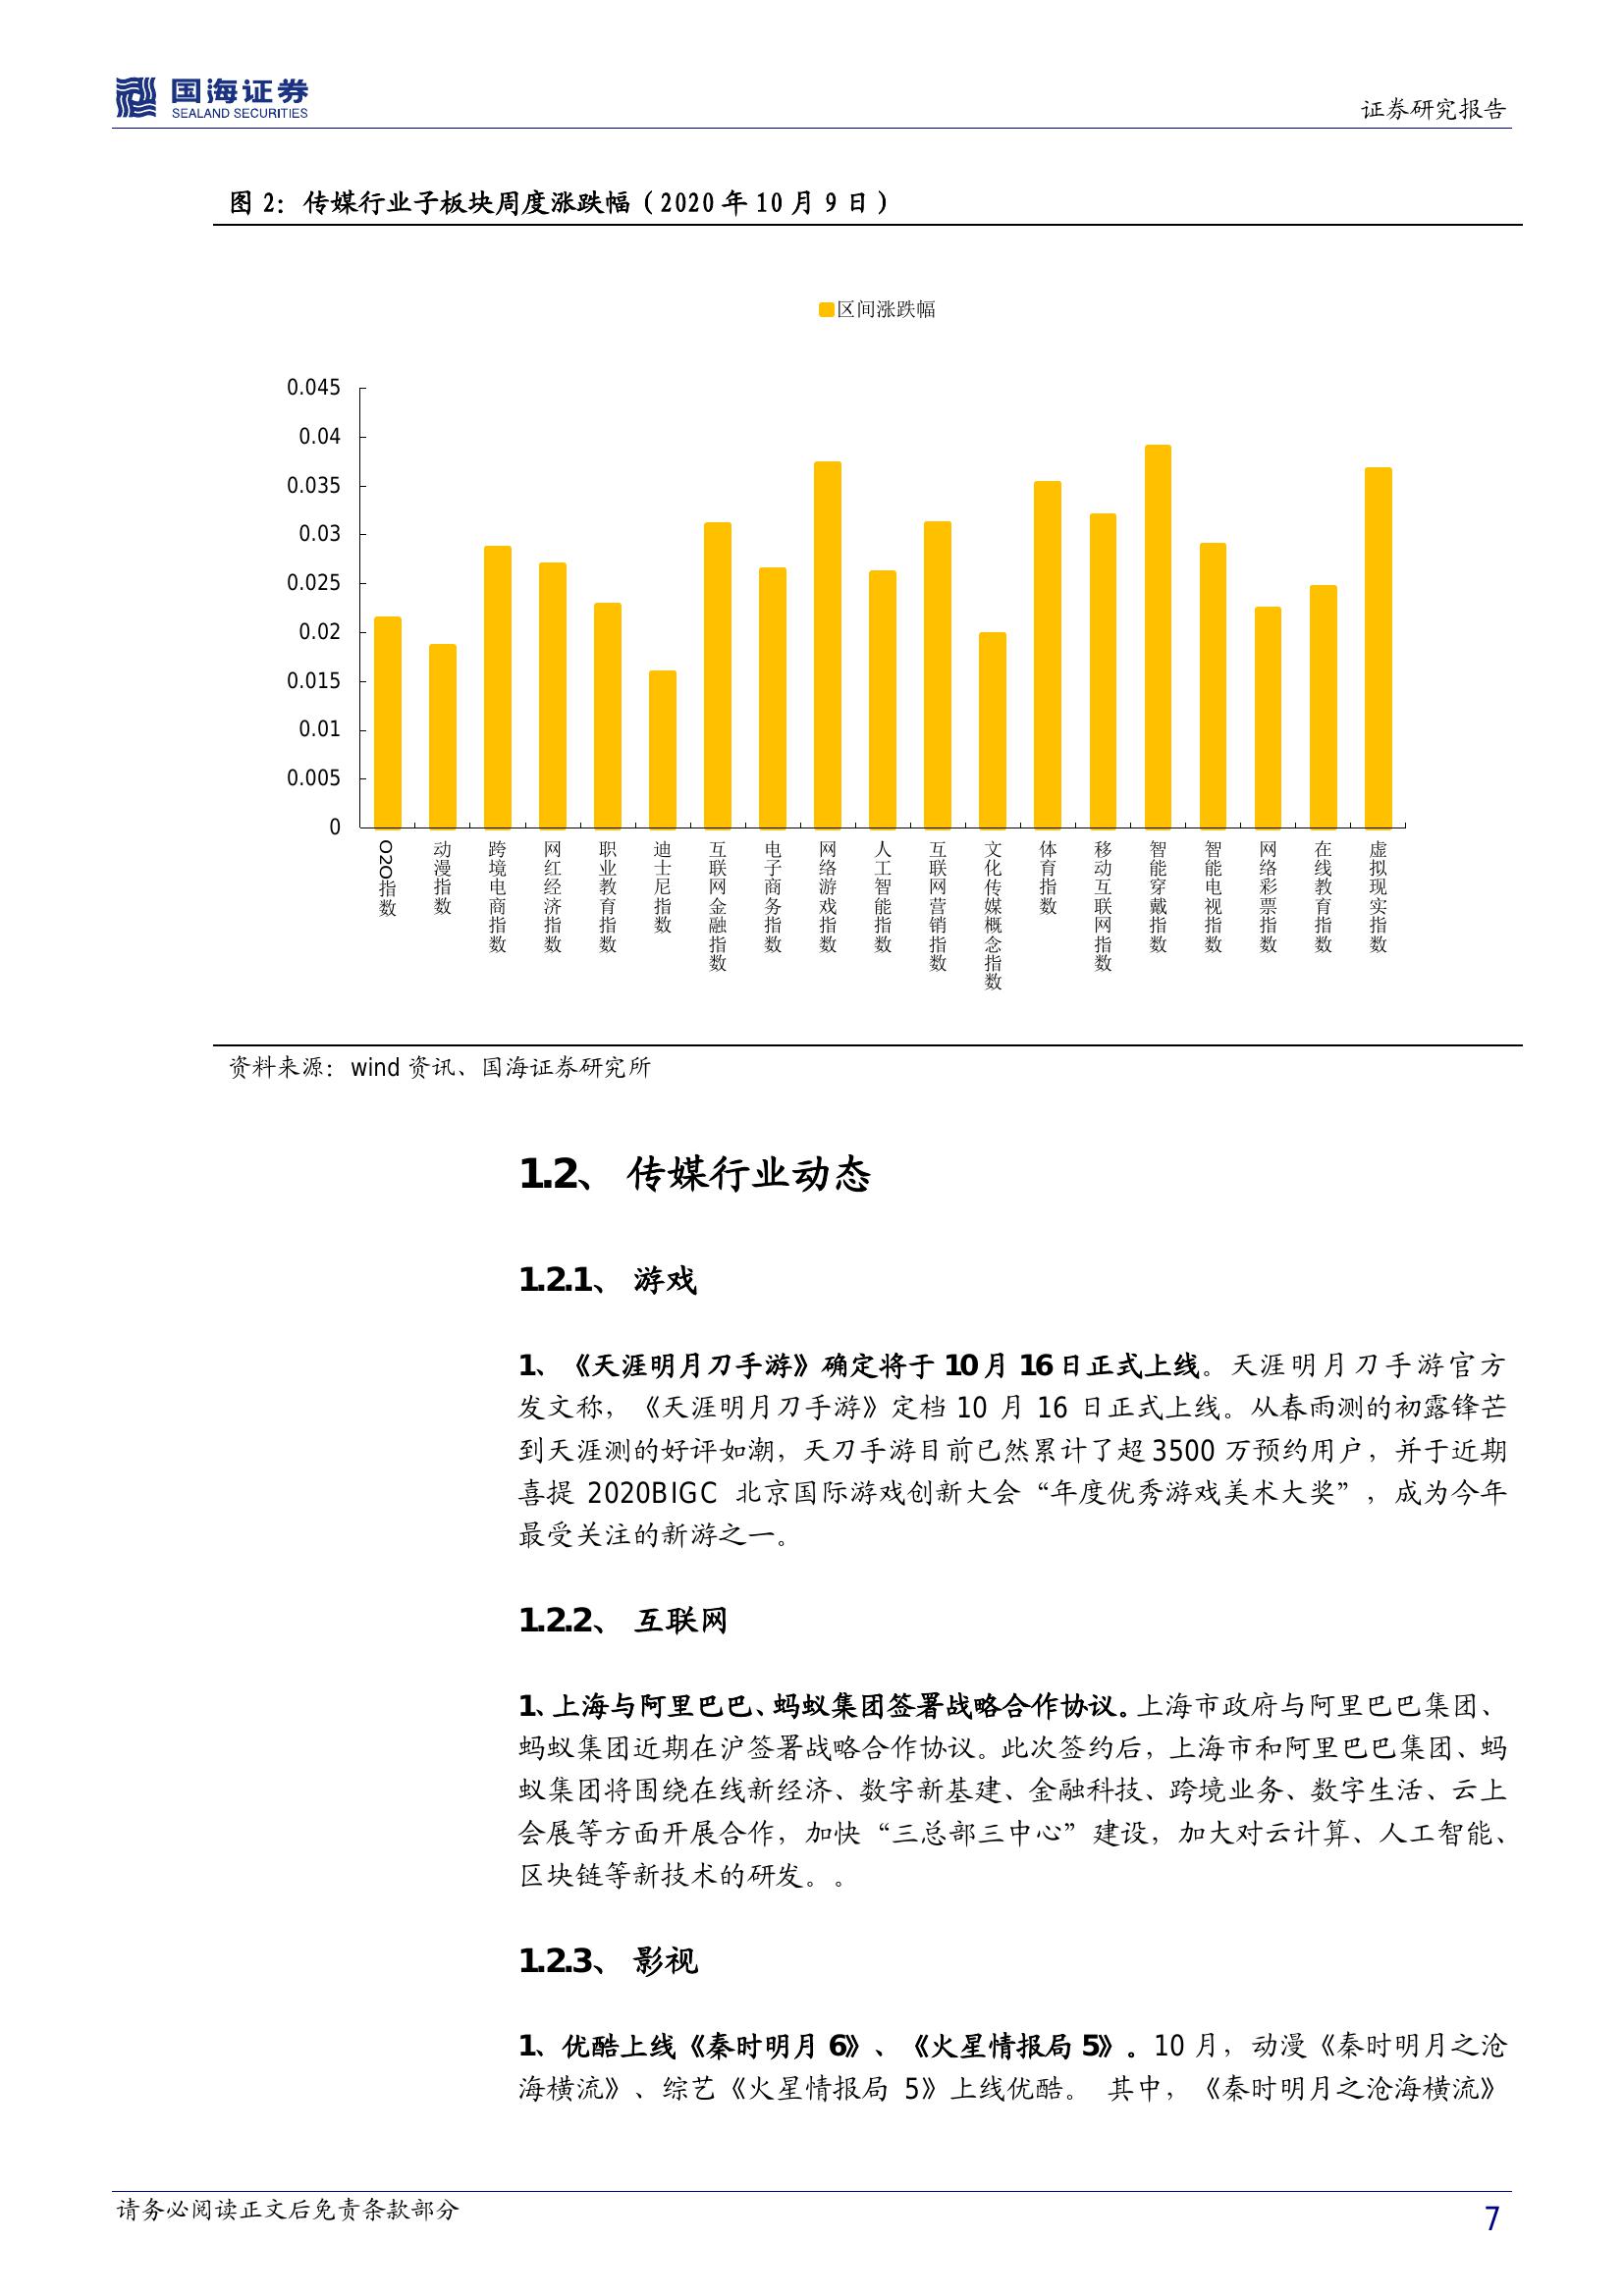 国海证券
SEALAND SECURITIES
证券研究报告
图 2：传媒行业子板块周度涨跌幅（2020 年 10 月 9 日）
区间涨跌幅
0.045
0.04
0.035
0.03
0.025
0.02
0.015
0.01
0.005
0
O2O指数
动漫指数
跨境电商指数
网红经济指数
职业教育指数
迪士尼指数
互联网金融指数
电子商务指数
网络游戏指数
人工智能指数
互联网营销指数
文化传媒概念指数
体育指数
移动互联网指数
智能穿戴指数
智能电视指数
网络彩票指数
在线教育指数
虚拟现实指数
资料来源：wind 资讯、国海证券研究所
1.2、 传媒行业动态
1.2.1、 游戏
1、《天涯明月刀手游》确定将于 10 月 16 日正式上线。天涯明月刀手游官方
发文称，《天涯明月刀手游》定档 10 月 16 日正式上线。从春雨测的初露锋芒
到天涯测的好评如潮，天刀手游目前已然累计了超 3500 万预约用户，并于近期
喜提 2020BIGC 北京国际游戏创新大会“年度优秀游戏美术大奖”，成为今年
最受关注的新游之一。
1.2.2、 互联网
1、上海与阿里巴巴、蚂蚁集团签署战略合作协议。上海市政府与阿里巴巴集团、
蚂蚁集团近期在沪签署战略合作协议。此次签约后，上海市和阿里巴巴集团、蚂
蚁集团将围绕在线新经济、数字新基建、金融科技、跨境业务、数字生活、云上
会展等方面开展合作，加快“三总部三中心”建设，加大对云计算、人工智能、
区块链等新技术的研发。。
1.2.3、 影视
1、优酷上线《秦时明月 6》、《火星情报局 5》。10 月，动漫《秦时明月之沧
海横流》、综艺《火星情报局 5》上线优酷。 其中，《秦时明月之沧海横流》
请务必阅读正文后免责条款部分
7